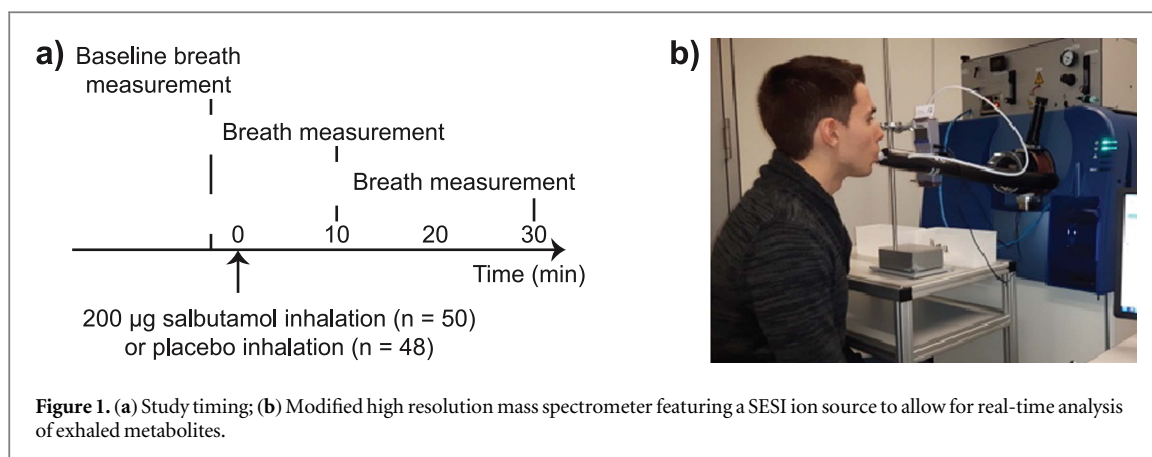 a)
Baseline breath
measurement
Breath measurement
Breath measurement
0 10 20 30
Time (min)
200 µg salbutamol inhalation (n = 50)
or placebo inhalation (n = 48)
b)
Figure 1. (a) Study timing; (b) Modified high resolution mass spectrometer featuring a SESI ion source to allow for real-time analysis
of exhaled metabolites.